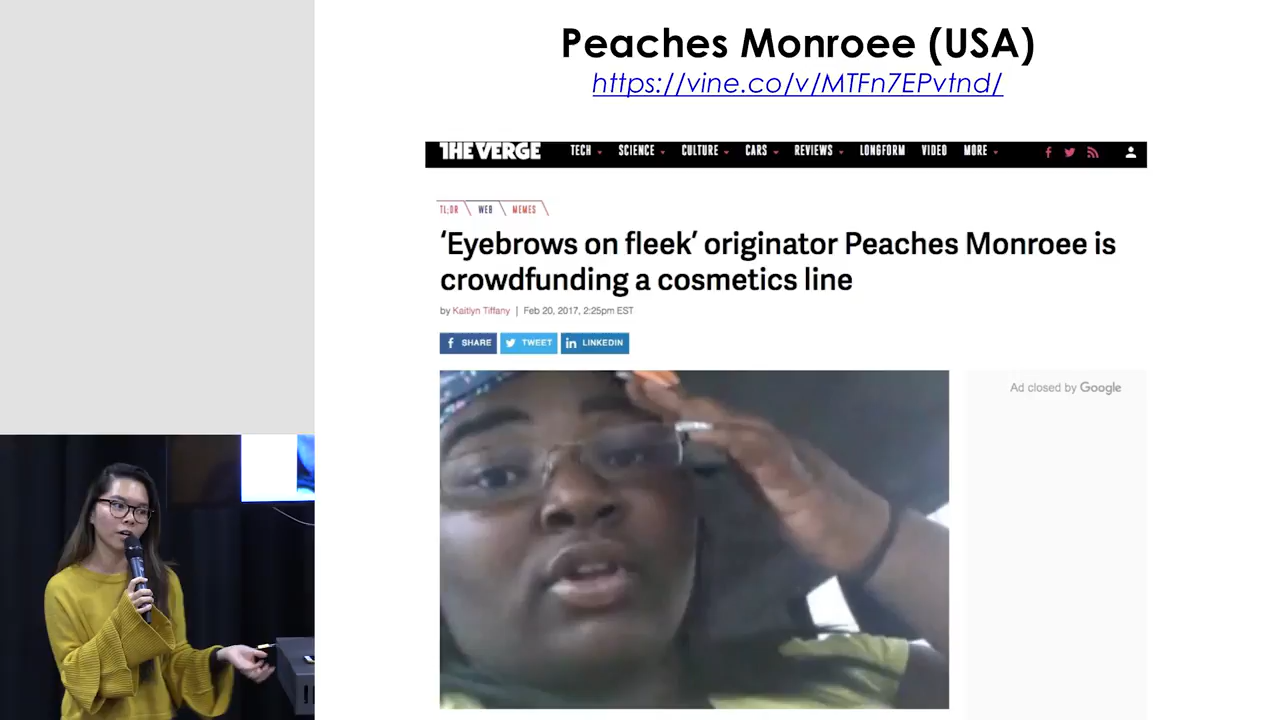 Peaches Monroee (USA)
https://vine.co/v/MTFn7EPvtnd/
THE VERGE TECH SCIENCE CULTURE CARS REVIEWS LONGFORM VIDEO MORE
TL;DR WEB MEMES
‘Eyebrows on fleek’ originator Peaches Monroee is
crowdfunding a cosmetics line
by Kaitlyn Tiffany | Feb 20, 2017, 2:25pm EST
SHARE TWEET LINKEDIN
Ad closed by Google